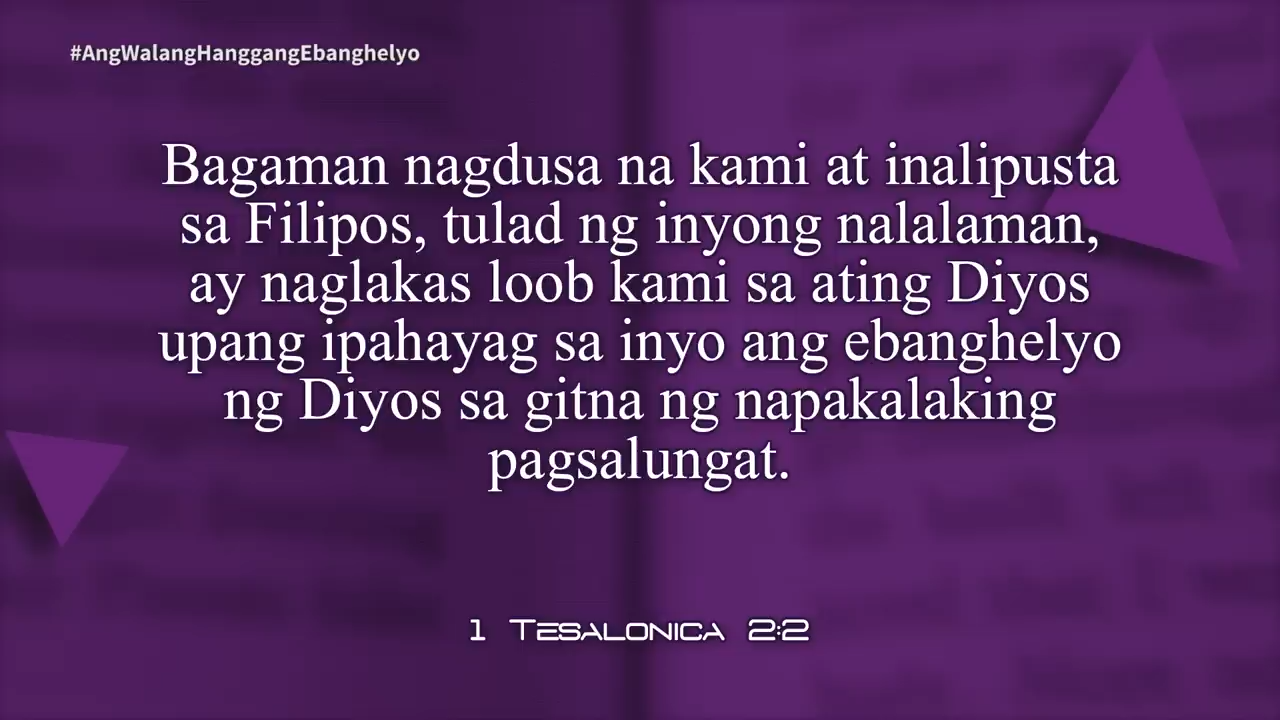 #AngWalangHanggangEbanghelyo
Bagaman nagdusa na kami at inalipusta
sa Filipos, tulad ng inyong nalalaman,
ay naglakas loob kami sa ating Diyos
upang ipahayag sa inyo ang ebanghelyo
ng Diyos sa gitna ng napakalaking
pagsalungat.
1 Tesalonica 2:2